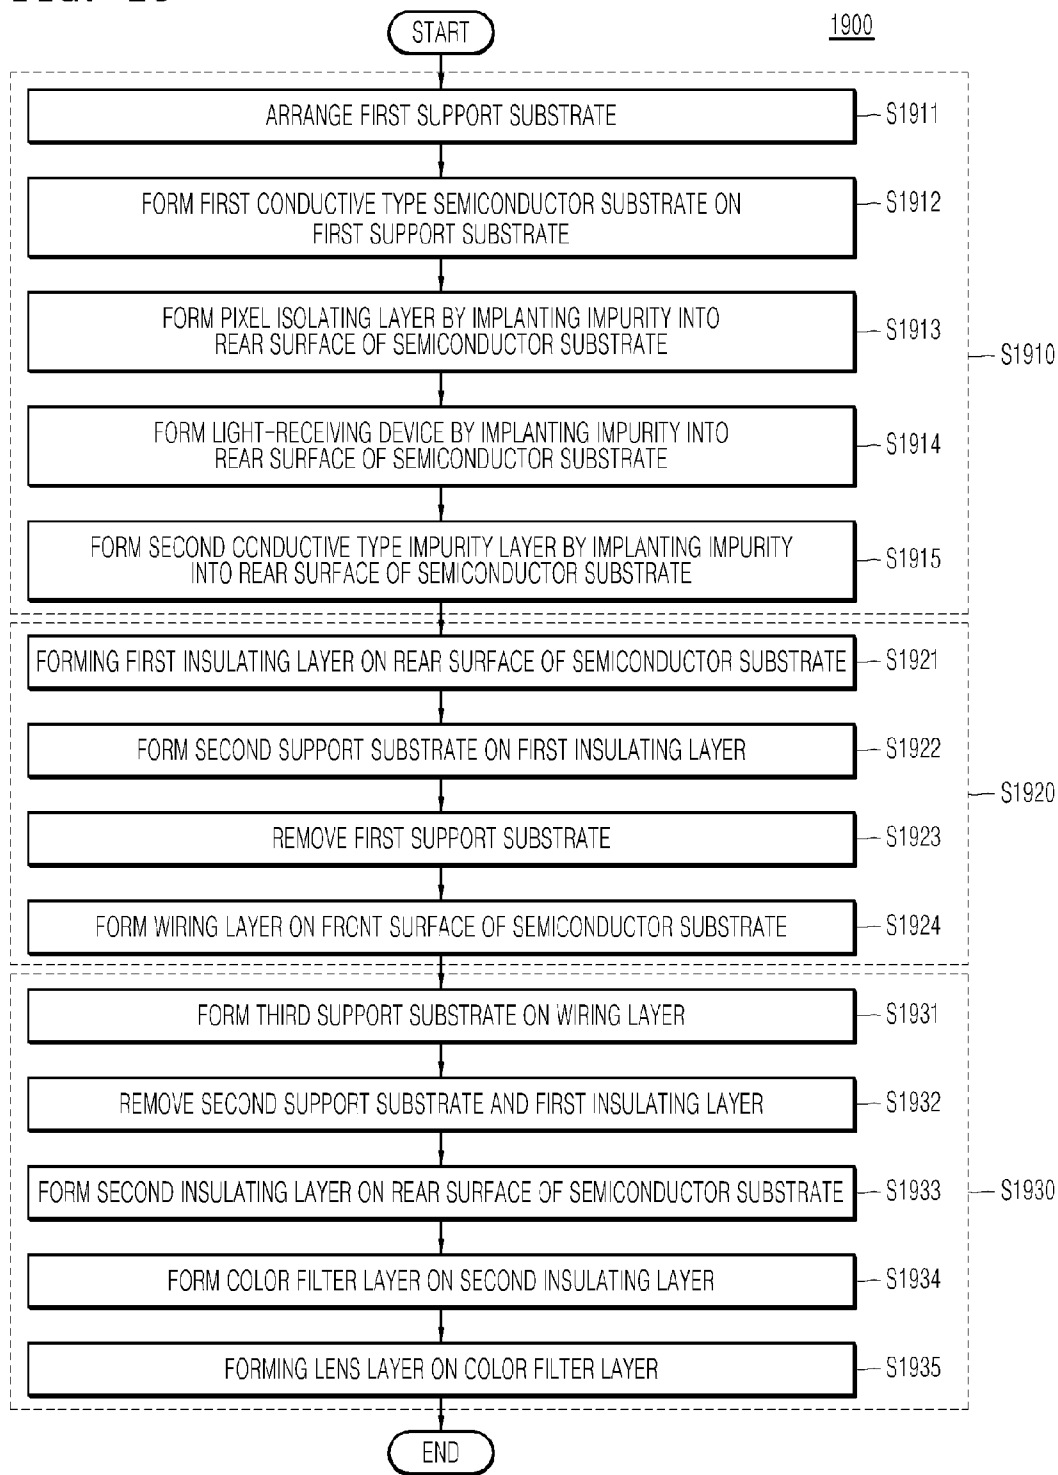 START
1900
ARRANGE FIRST SUPPORT SUBSTRATE
S1911
FORM FIRST CONDUCTIVE TYPE SEMICONDUCTOR SUBSTRATE ON
FIRST SUPPORT SUBSTRATE
S1912
FORM PIXEL ISOLATING LAYER BY IMPLANTING IMPURITY INTO
REAR SURFACE OF SEMICONDUCTOR SUBSTRATE
S1913
S1910
FORM LIGHT-RECEIVING DEVICE BY IMPLANTING IMPURITY INTO
REAR SURFACE OF SEMICONDUCTOR SUBSTRATE
S1914
FORM SECOND CONDUCTIVE TYPE IMPURITY LAYER BY IMPLANTING IMPURITY
INTO REAR SURFACE OF SEMICONDUCTOR SUBSTRATE
S1915
FORMING FIRST INSULATING LAYER ON REAR SURFACE OF SEMICONDUCTOR SUBSTRATE
S1921
FORM SECOND SUPPORT SUBSTRATE ON FIRST INSULATING LAYER
S1922
S1920
REMOVE FIRST SUPPORT SUBSTRATE
S1923
FORM WIRING LAYER ON FRONT SURFACE OF SEMICONDUCTOR SUBSTRATE
S1924
FORM THIRD SUPPORT SUBSTRATE ON WIRING LAYER
S1931
REMOVE SECOND SUPPORT SUBSTRATE AND FIRST INSULATING LAYER
S1932
FORM SECOND INSULATING LAYER ON REAR SURFACE OF SEMICONDUCTOR SUBSTRATE
S1933
S1930
FORM COLOR FILTER LAYER ON SECOND INSULATING LAYER
S1934
FORMING LENS LAYER ON COLOR FILTER LAYER
S1935
END